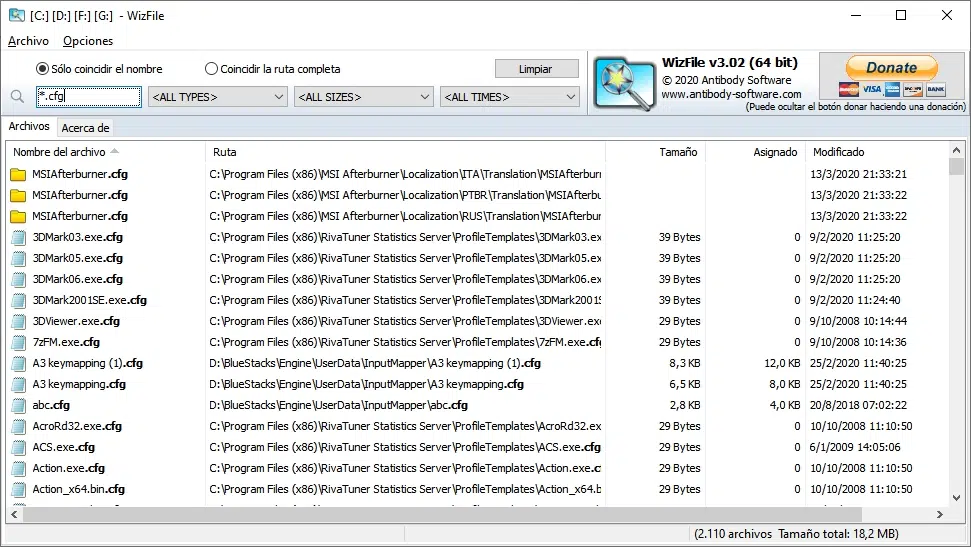 [C:] [D:] [F:] [G:] - WizFile
Archivo Opciones
Sólo coincidir el nombre Coincidir la ruta completa Limpiar
*.cfg <ALL TYPES> <ALL SIZES> <ALL TIMES>
WizFile v3.02 (64 bit)
© 2020 Antibody Software
www.antibody-software.com
Donate
VISA BANK
(Puede ocultar el botón donar haciendo una donación)
Archivos Acerca de
Nombre del archivo Ruta Tamaño Asignado Modificado
MSIAfterburner.cfg C:\Program Files (x86)\MSI Afterburner\Localization\ITA\Translation\MSIAfterbur 13/3/2020 21:33:21
MSIAfterburner.cfg C:\Program Files (x86)\MSI Afterburner\Localization\PTBR\Translation\MSIAfterbu 13/3/2020 21:33:22
MSIAfterburner.cfg C:\Program Files (x86)\MSI Afterburner\Localization\RUS\Translation\MSIAfterbur 13/3/2020 21:33:22
3DMark03.exe.cfg C:\Program Files (x86)\RivaTuner Statistics Server\ProfileTemplates\3DMark03.ex 39 Bytes 0 9/2/2020 11:25:20
3DMark05.exe.cfg C:\Program Files (x86)\RivaTuner Statistics Server\ProfileTemplates\3DMark05.ex 39 Bytes 0 9/2/2020 11:25:20
3DMark06.exe.cfg C:\Program Files (x86)\RivaTuner Statistics Server\ProfileTemplates\3DMark06.ex 39 Bytes 0 9/2/2020 11:25:20
3DMark2001SE.exe.cfg C:\Program Files (x86)\RivaTuner Statistics Server\ProfileTemplates\3DMark2001S 39 Bytes 0 9/2/2020 11:24:40
3DViewer.exe.cfg C:\Program Files (x86)\RivaTuner Statistics Server\ProfileTemplates\3DViewer.ex 29 Bytes 0 9/10/2008 10:14:44
7zFM.exe.cfg C:\Program Files (x86)\RivaTuner Statistics Server\ProfileTemplates\7zFM.exe.cfg 29 Bytes 0 9/10/2008 10:14:36
A3 keymapping (1).cfg D:\BlueStacks\Engine\UserData\InputMapper\A3 keymapping (1).cfg 8,3 KB 12,0 KB 25/2/2020 11:40:25
A3 keymapping.cfg D:\BlueStacks\Engine\UserData\InputMapper\A3 keymapping.cfg 6,5 KB 8,0 KB 25/2/2020 11:40:25
abc.cfg D:\BlueStacks\Engine\UserData\InputMapper\abc.cfg 2,8 KB 4,0 KB 20/8/2018 07:02:22
AcroRd32.exe.cfg C:\Program Files (x86)\RivaTuner Statistics Server\ProfileTemplates\AcroRd32.ex 29 Bytes 0 10/10/2008 11:10:50
ACS.exe.cfg C:\Program Files (x86)\RivaTuner Statistics Server\ProfileTemplates\ACS.exe.cfg 29 Bytes 0 6/1/2009 14:05:06
Action.exe.cfg C:\Program Files (x86)\RivaTuner Statistics Server\ProfileTemplates\Action.exe.c 29 Bytes 0 10/10/2008 11:10:50
Action_x64.bin.cfg C:\Program Files (x86)\RivaTuner Statistics Server\ProfileTemplates\Action_x64.b 29 Bytes 0 10/10/2008 11:10:50
(2.110 archivos Tamaño total: 18,2 MB)